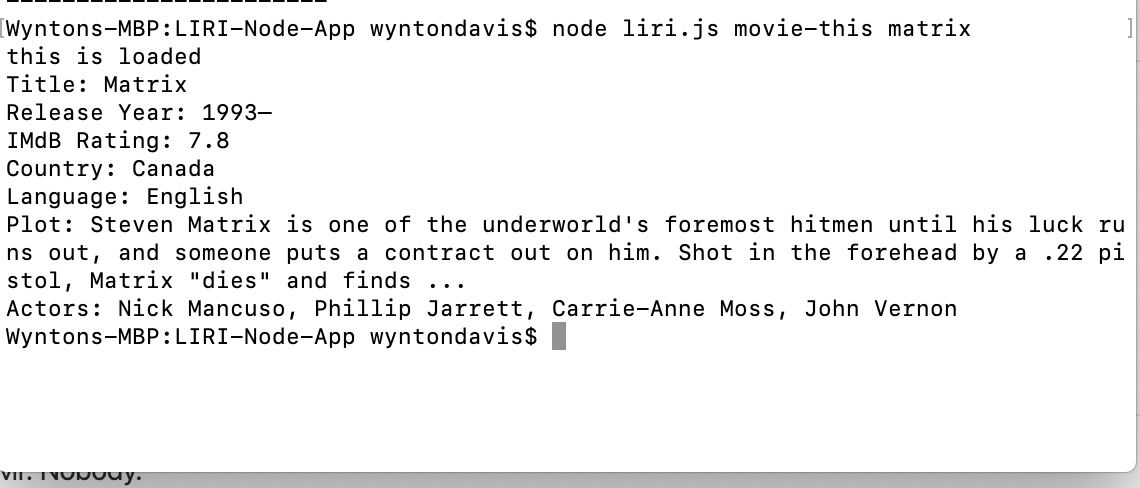 [Wyntons-MBP:LIRI-Node-App wyntondavis$ node liri.js movie-this matrix ]
this is loaded
Title: Matrix
Release Year: 1993–
IMdB Rating: 7.8
Country: Canada
Language: English
Plot: Steven Matrix is one of the underworld's foremost hitmen until his luck ru
ns out, and someone puts a contract out on him. Shot in the forehead by a .22 pi
stol, Matrix "dies" and finds ...
Actors: Nick Mancuso, Phillip Jarrett, Carrie-Anne Moss, John Vernon
Wyntons-MBP:LIRI-Node-App wyntondavis$
Mr. Nobody.